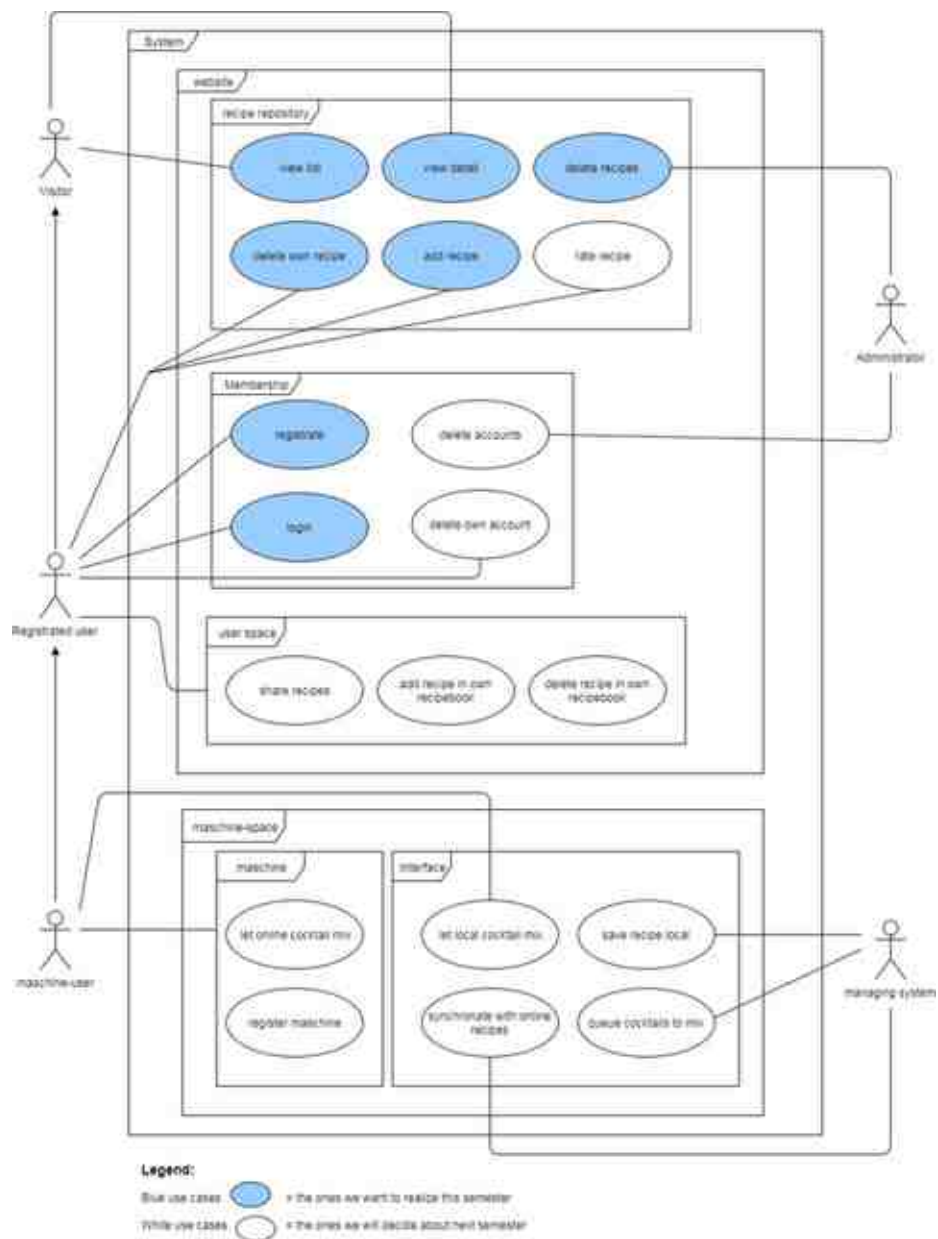 System
website
recipe repository
view list
view detail
delete recipes
Visitor
delete own recipe
add recipe
rate recipe
Administrator
Membership
registrate
delete accounts
login
delete own account
Registrated user
user space
share recipes
add recipe in own
recipebook
delete recipe in own
recipebook
maschine-space
maschine
Interface
let online cocktail mix
let local cocktail mix
save recipe local
maschine-user
managing system
register maschine
synchronate with online
recipes
queue cocktails to mix
Legend:
Blue use cases = the ones we want to realize this semester
White use cases = the ones we will decide about next semester